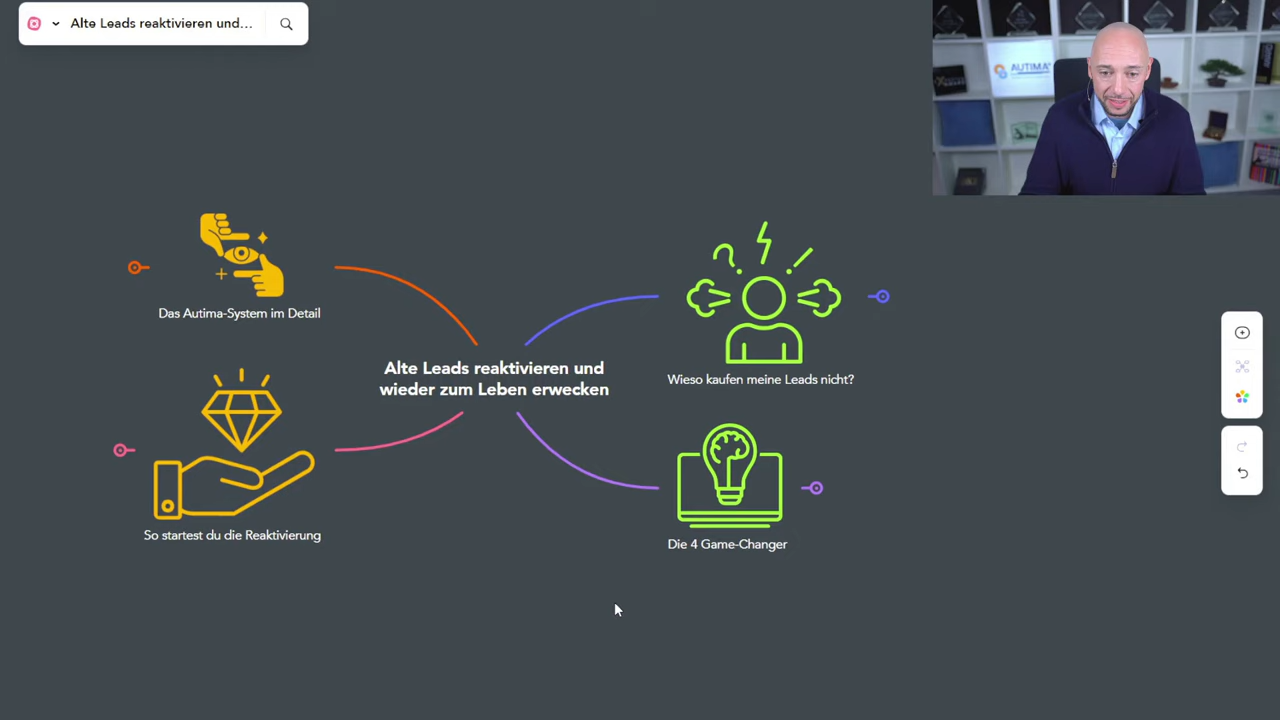 Alte Leads reaktivieren und...
AUTIMA
Das Autima-System im Detail
Alte Leads reaktivieren und
wieder zum Leben erwecken
Wieso kaufen meine Leads nicht?
So startest du die Reaktivierung
Die 4 Game-Changer